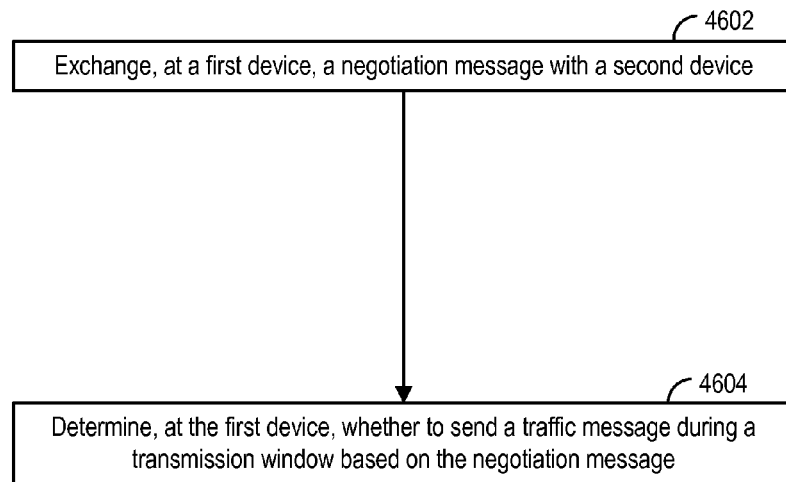 4602
Exchange, at a first device, a negotiation message with a second device
4604
Determine, at the first device, whether to send a traffic message during a
transmission window based on the negotiation message